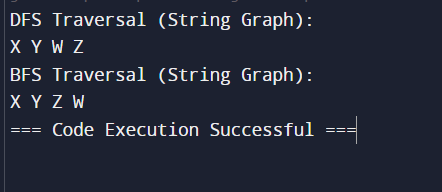 DFS Traversal (String Graph):
X Y W Z
BFS Traversal (String Graph):
X Y Z W
=== Code Execution Successful ===